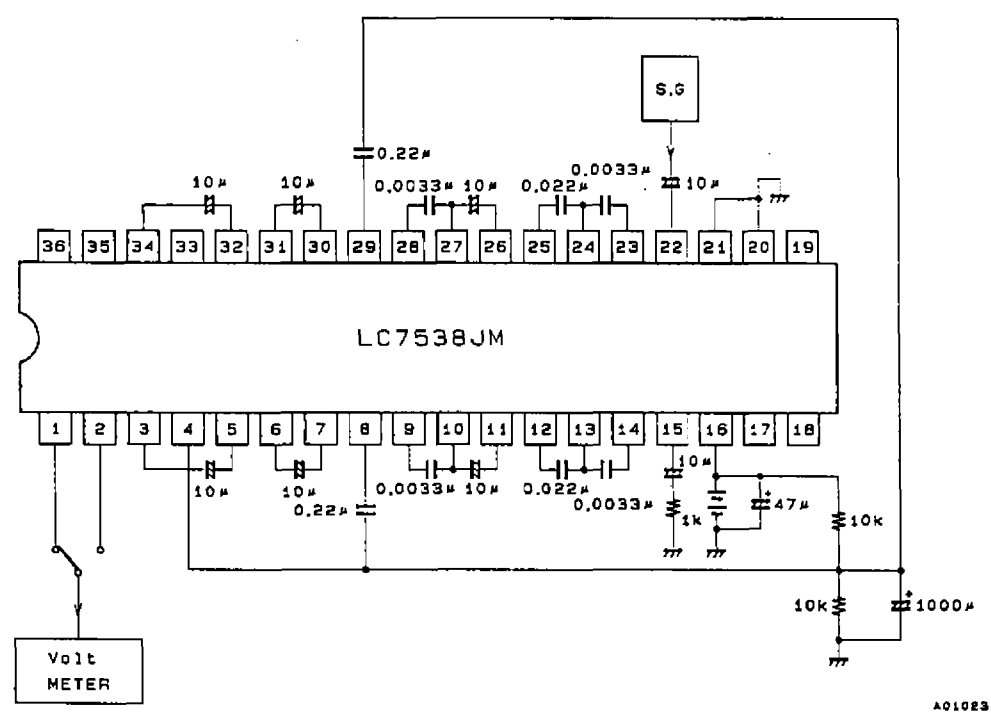 S.G
0.22µ
0.0033µ
10µ
10µ
0.0033µ
10µ
0.022µ
10µ
36 35 34 33 32 31 30 29 28 27 26 25 24 23 22 21 20 19
LC7538JM
1 2 3 4 5 6 7 8 9 10 11 12 13 14 15 16 17 18
10µ
10µ
10µ
0.0033µ
10µ
0.022µ
0.22µ
0.0033µ
1k
47µ
10k
10k
1000µ
Volt
METER
A01023